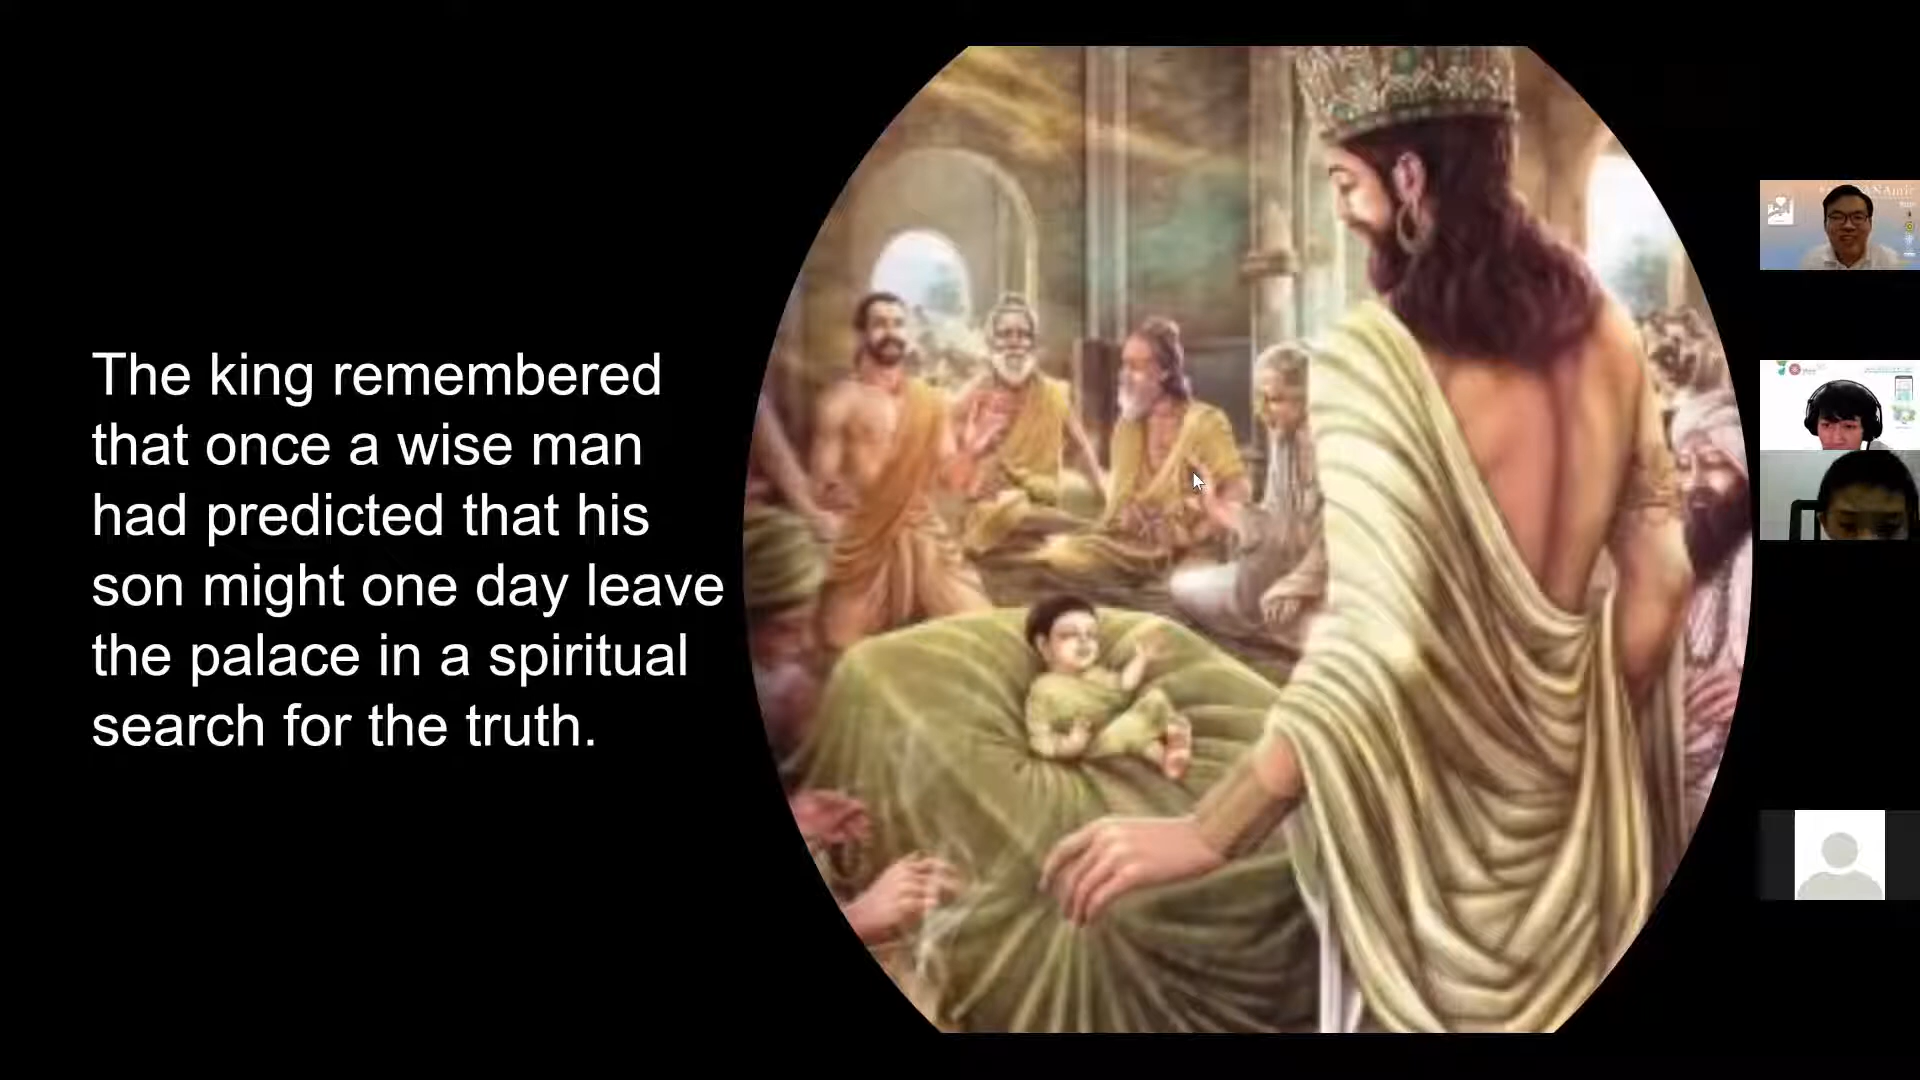 The king remembered
that once a wise man
had predicted that his
son might one day leave
the palace in a spiritual
search for the truth.